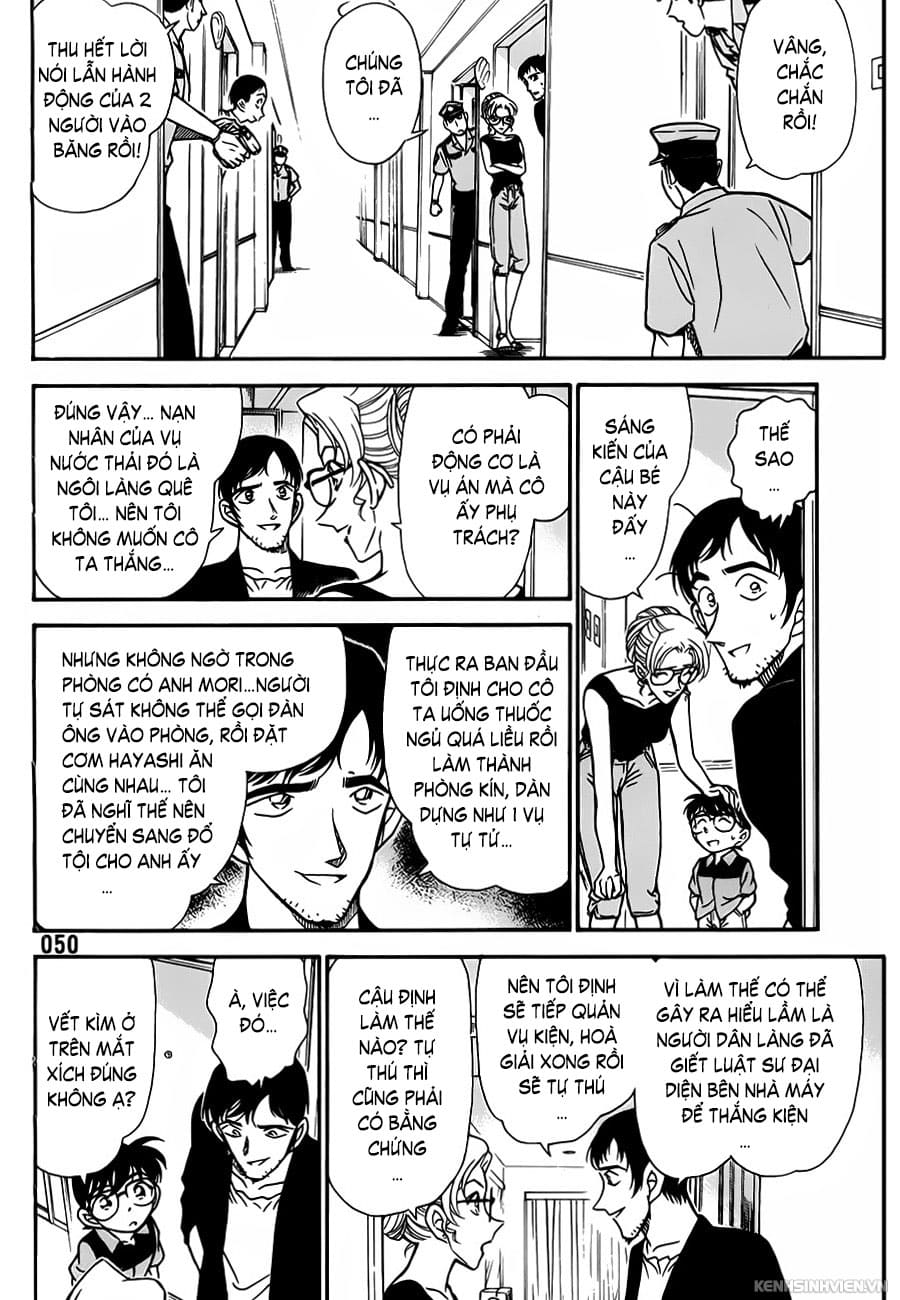 VÂNG,
CHẮC
CHẮN
RỒI!
CHÚNG
TÔI ĐÃ
...
THU HẾT LỜI
NÓI LẪN HÀNH
ĐỘNG CỦA 2
NGƯỜI VÀO
BĂNG RỒI!
THẾ
SAO
...
SÁNG
KIẾN CỦA
CẬU BÉ
NÀY
ĐẤY
...
CÓ PHẢI
ĐỘNG CƠ LÀ
VỤ ÁN MÀ CÔ
ẤY PHỤ
TRÁCH?
ĐÚNG VẬY... NẠN
NHÂN CỦA VỤ
NƯỚC THẢI ĐÓ LÀ
NGÔI LÀNG QUÊ
TÔI... NÊN TÔI
KHÔNG MUỐN CÔ
TA THẮNG...
THỰC RA BAN ĐẦU
TÔI ĐỊNH CHO CÔ
TA UỐNG THUỐC
NGỦ QUÁ LIỀU RỒI
LÀM THÀNH
PHÒNG KÍN, DÀN
DỰNG NHƯ 1 VỤ
TỰ TỬ...
NHƯNG KHÔNG NGỜ TRONG
PHÒNG CÓ ANH MORI...NGƯỜI
TỰ SÁT KHÔNG THỂ GỌI ĐÀN
ÔNG VÀO PHÒNG, RỒI ĐẶT
CƠM HAYASHI ĂN
CÙNG NHAU... TÔI
ĐÃ NGHĨ THẾ NÊN
CHUYỂN SANG ĐỔ
TỘI CHO ANH ẤY
...
050
VÌ LÀM THẾ CÓ THỂ
GÂY RA HIỂU LẦM LÀ
NGƯỜI DÂN LÀNG ĐÃ
GIẾT LUẬT SƯ ĐẠI
DIỆN BÊN NHÀ MÁY
ĐỂ THẮNG KIỆN
...
NÊN TÔI ĐỊNH
SẼ TIẾP QUẢN
VỤ KIỆN, HOÀ
GIẢI XONG RỒI
SẼ TỰ THÚ
...
CẬU ĐỊNH
LÀM THẾ
NÀO? TỰ
THÚ THÌ
CŨNG PHẢI
CÓ BẰNG
CHỨNG
...
À, VIỆC
ĐÓ...
VẾT KÌM Ở
TRÊN MẮT
XÍCH ĐÚNG
KHÔNG Ạ?
KENHSINHVIEN.VN